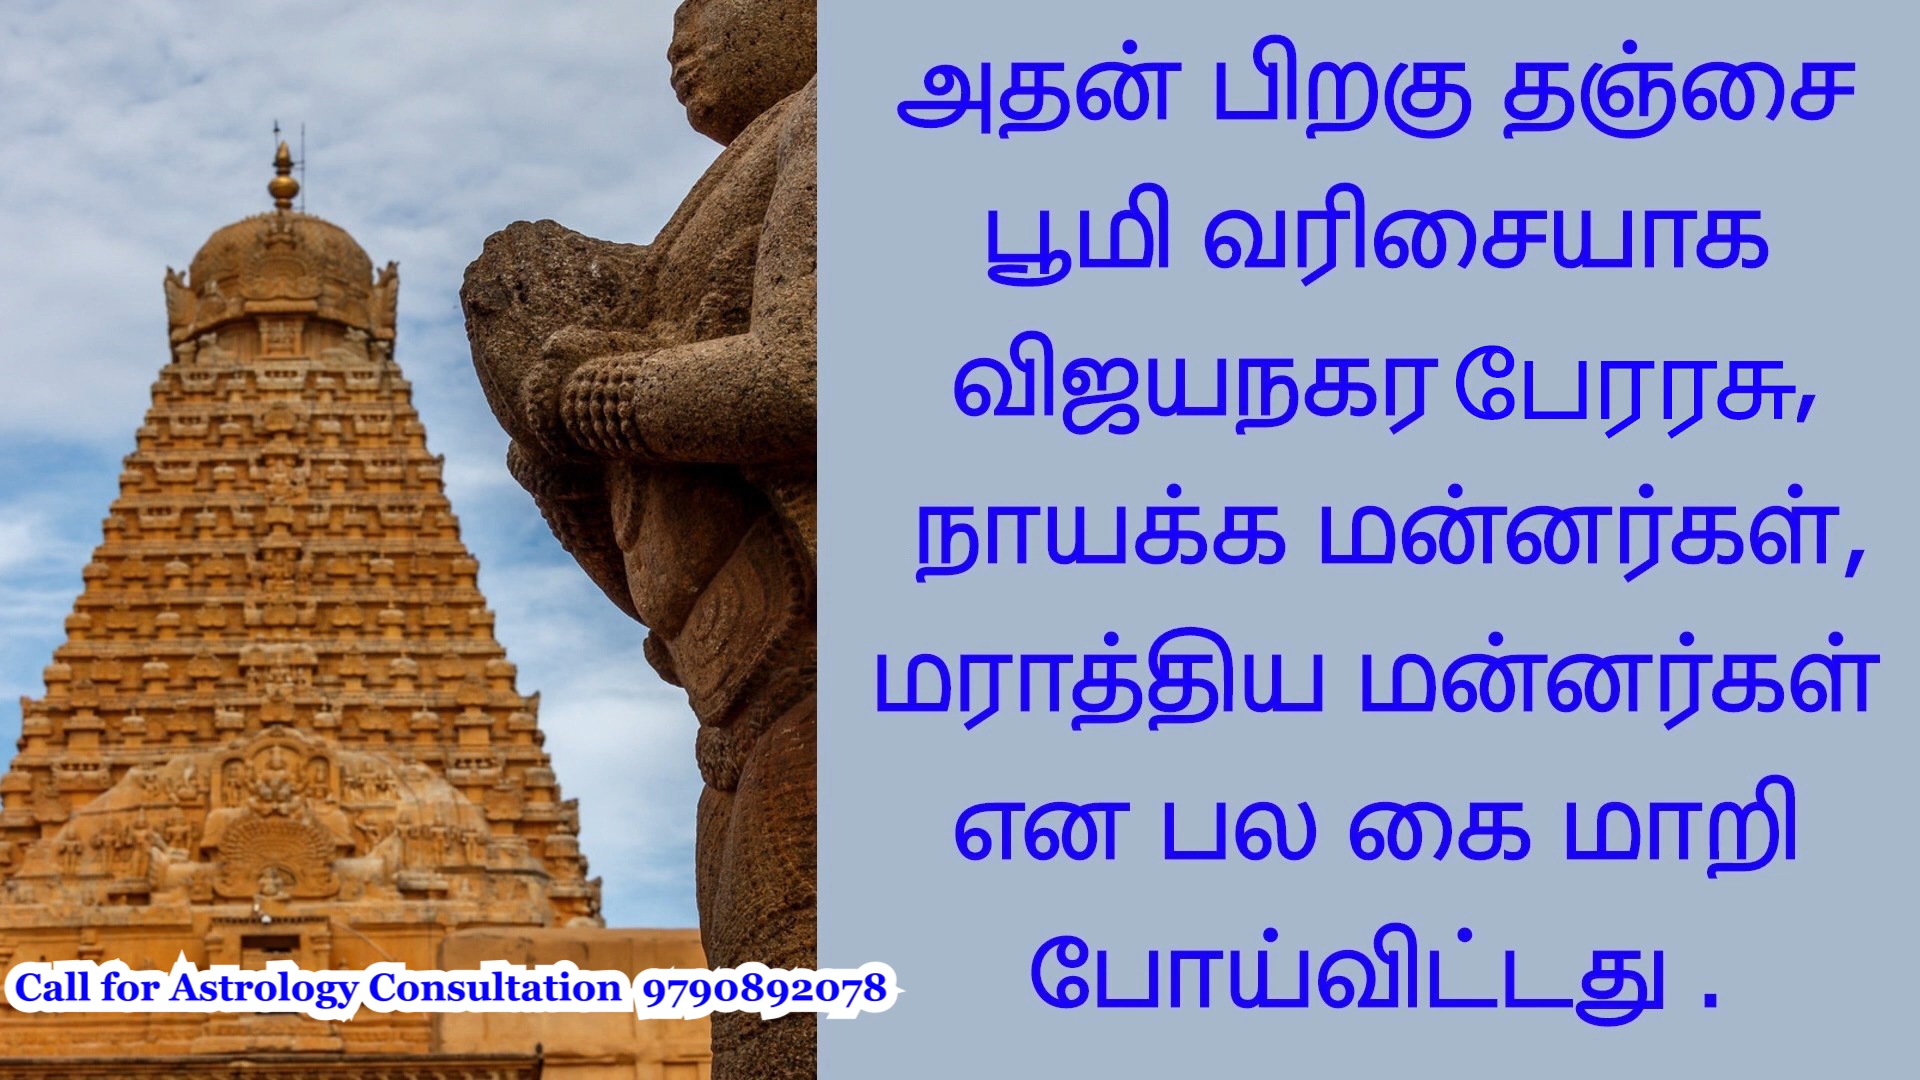 அதன் பிறகு தஞ்சை
பூமி வரிசையாக
விஜயநகர பேரரசு,
நாயக்க மன்னர்கள்,
மராத்திய மன்னர்கள்
என பல கை மாறி
போய்விட்டது .
Call for Astrology Consultation 9790892078